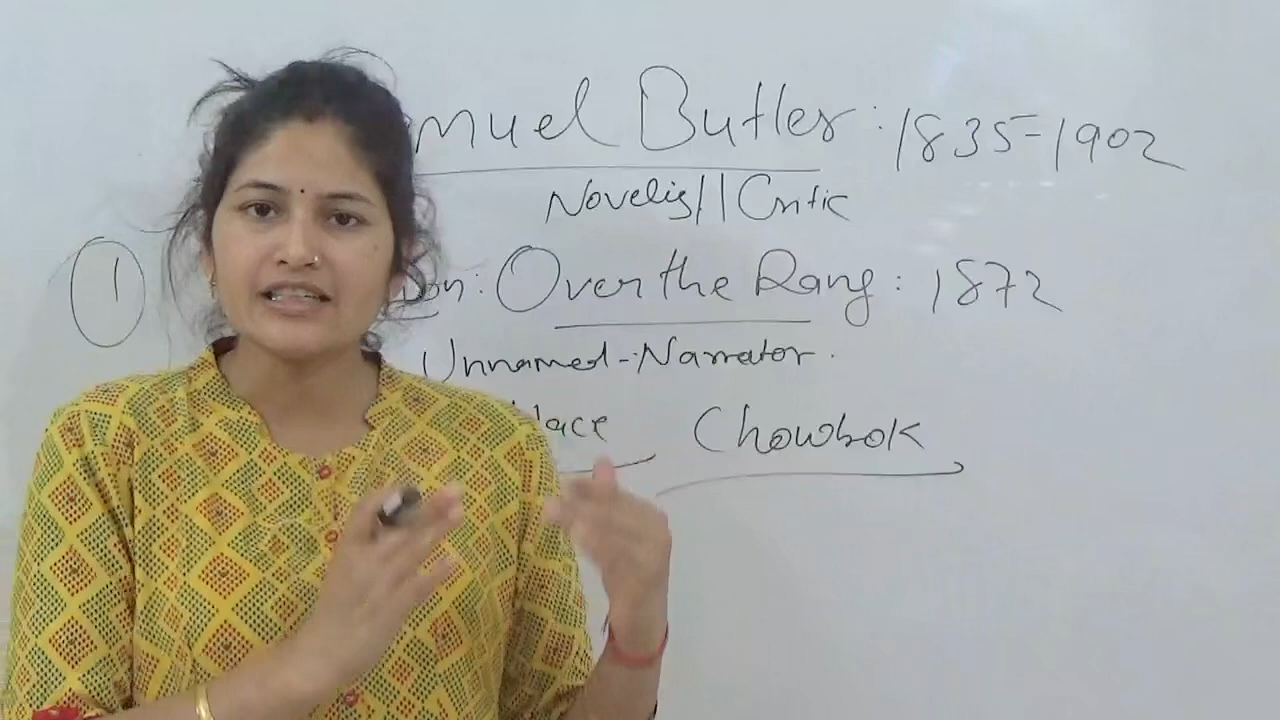 muel Butler: 1835-1902
Novelist/Critic
1 on: Over the Rang: 1872
Unnamed-Narrator.
lace Chowbok